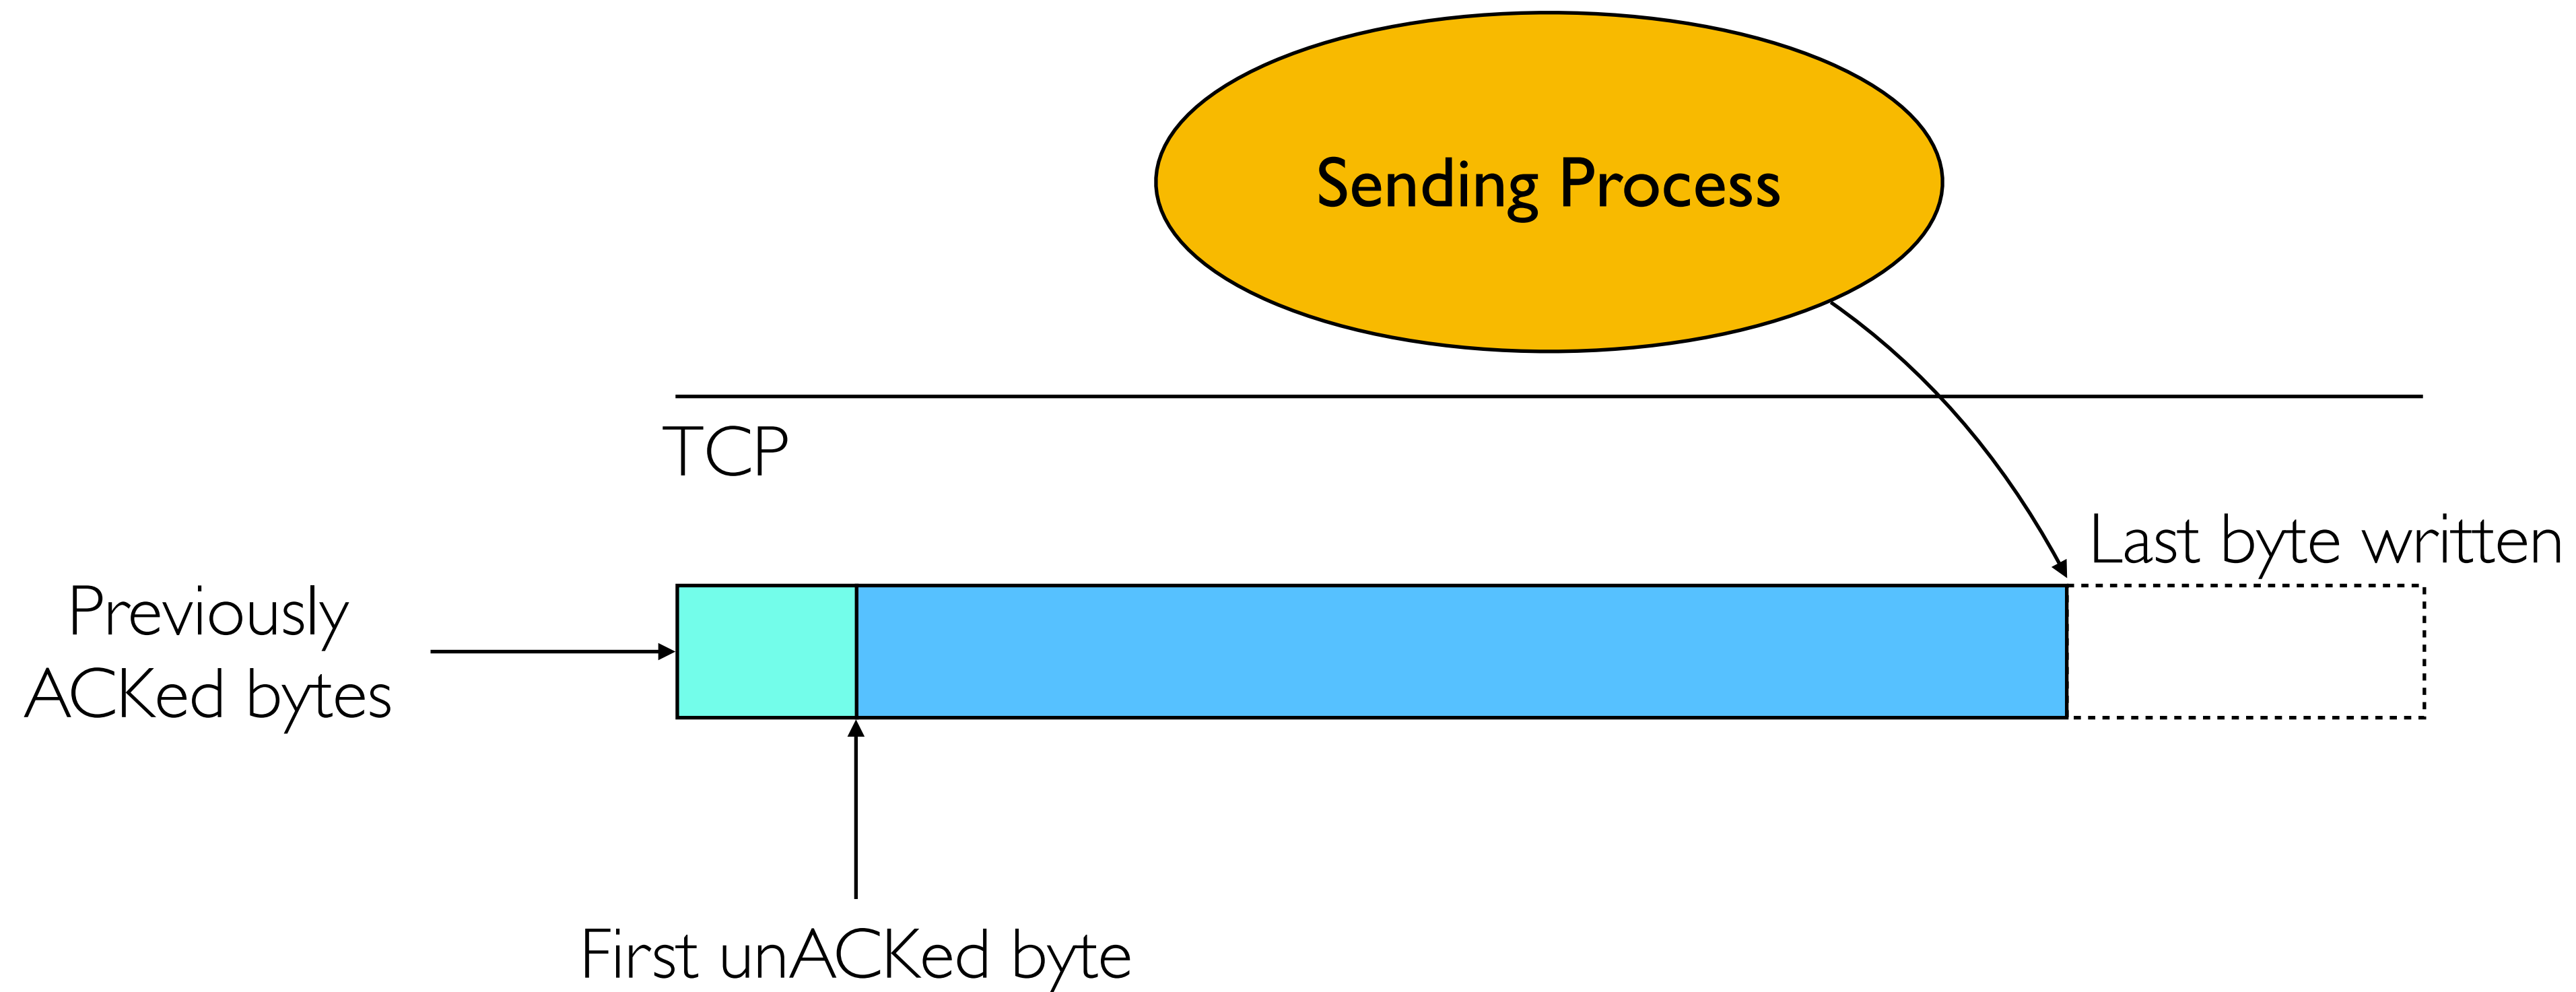 Sending Process
TCP
Last byte written
Previously
ACKed bytes
First unACKed byte